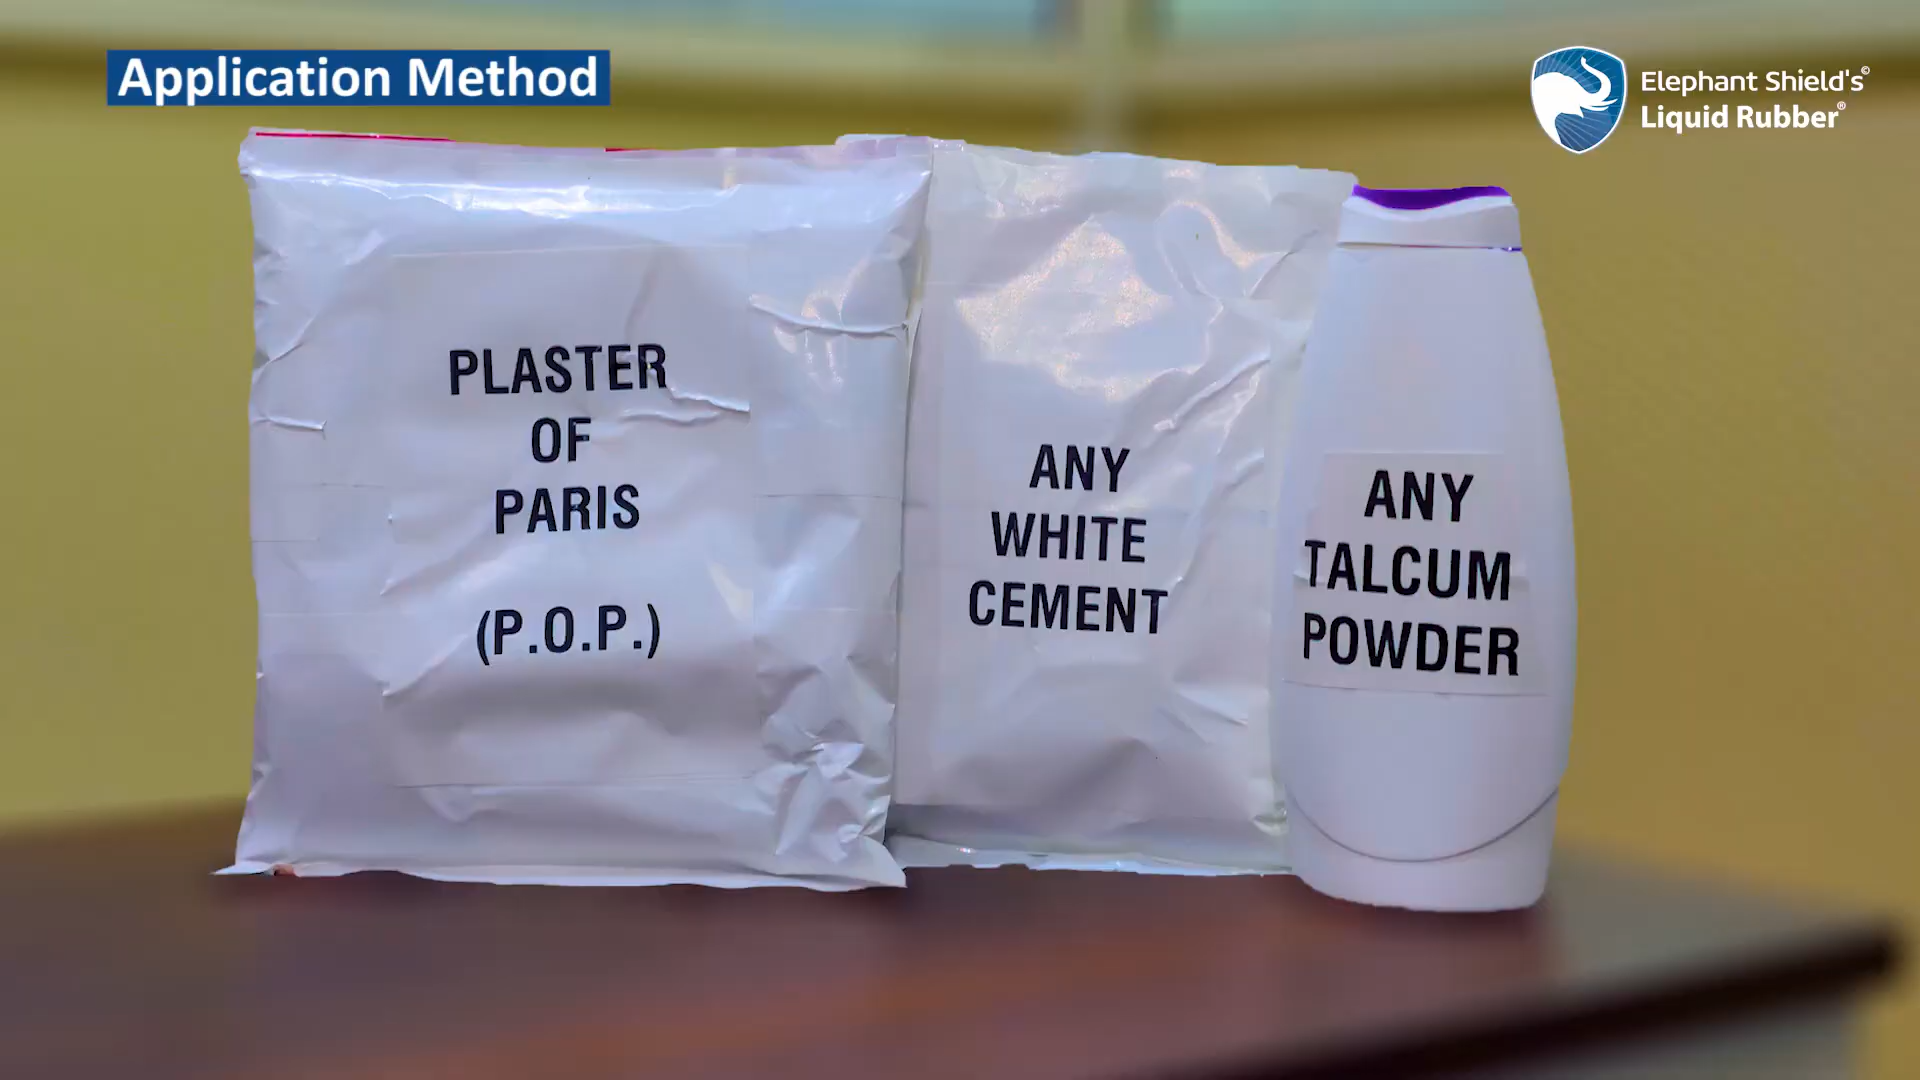 Application Method
Elephant Shield's©
Liquid Rubber®
PLASTER
OF
PARIS
(P.O.P.)
ANY
WHITE
CEMENT
ANY
TALCUM
POWDER